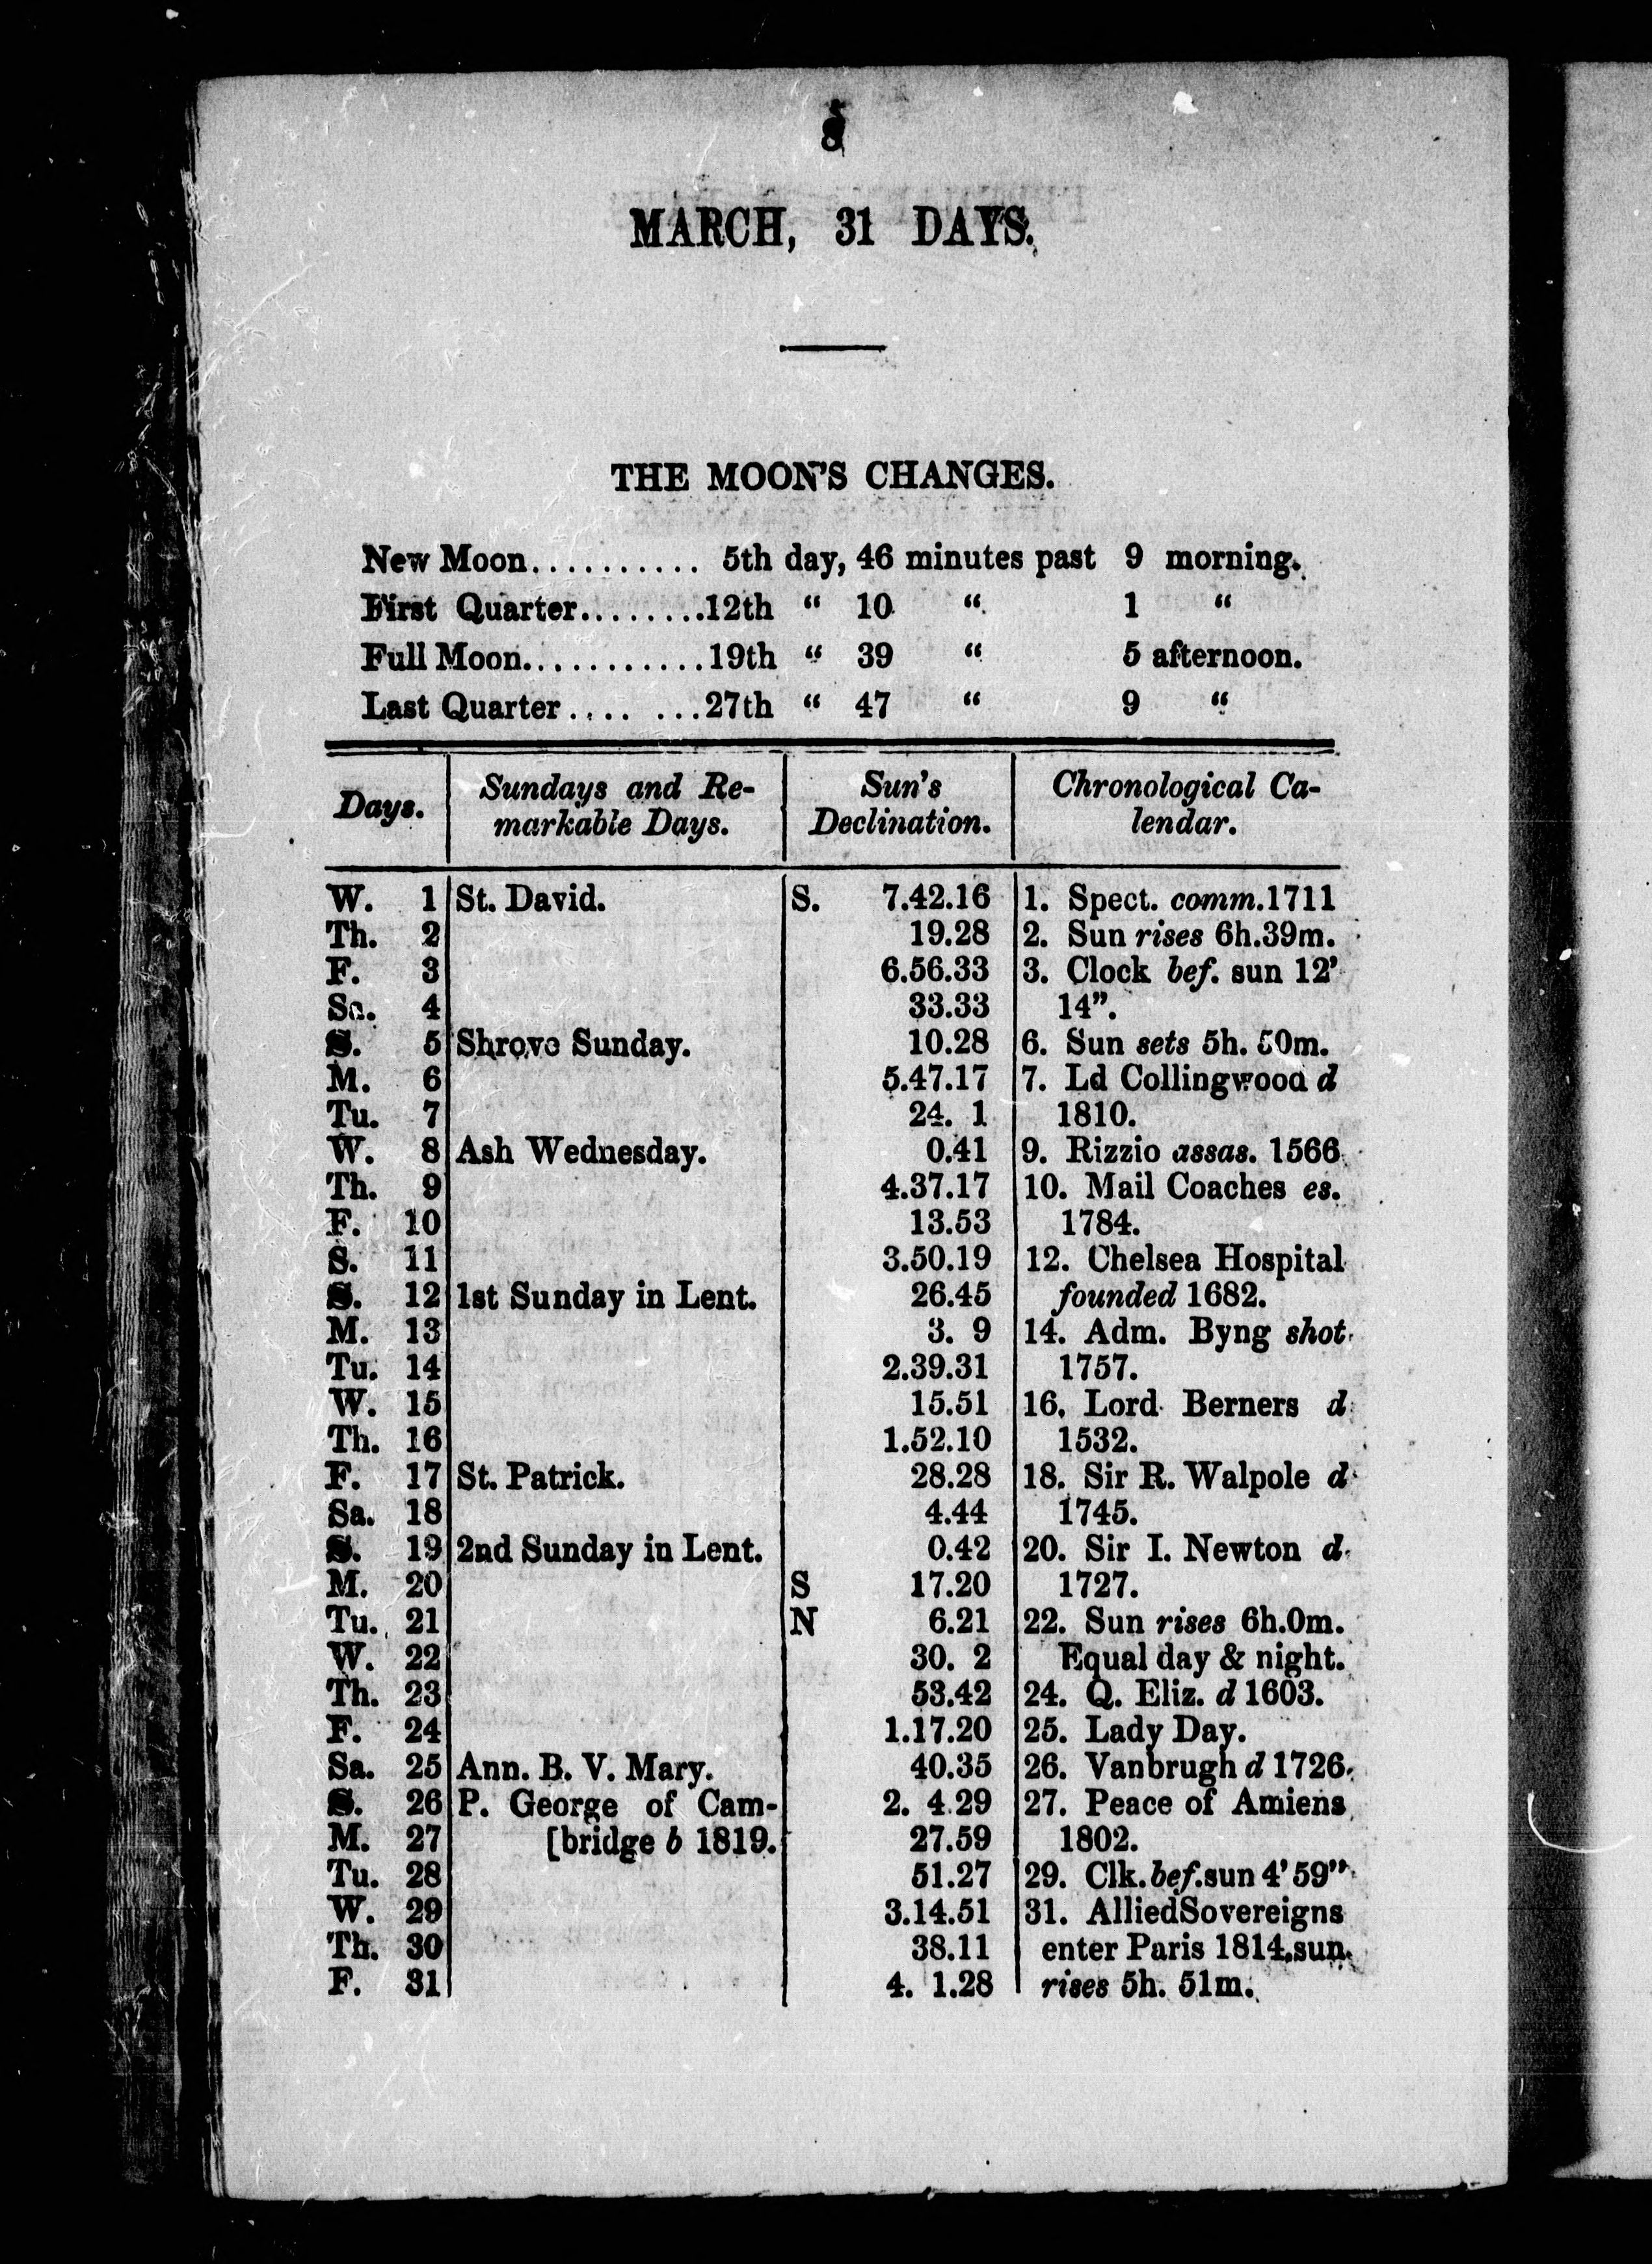 8
MARCH, 31 DAYS.
THE MOON'S CHANGES.
New Moon.......... 5th day, 46 minutes past 9 morning.
First Quarter........12th “ 10 “ 1 “
Full Moon...........19th “ 39 “ 5 afternoon.
Last Quarter.... ...27th “ 47 “ 9 “
Days. Sundays and Re- Sun's Chronological Ca-
markable Days. Declination. lendar.
W. 1 St. David. S. 7.42.16 1. Spect. comm.1711
Th. 2 19.28 2. Sun rises 6h.39m.
F. 3 6.56.33 3. Clock bef. sun 12'
Sa. 4 33.33 14”.
S. 5 Shrove Sunday. 10.28 6. Sun sets 5h. 50m.
M. 6 5.47.17 7. Ld Collingwood d
Tu. 7 24. 1 1810.
W. 8 Ash Wednesday. 0.41 9. Rizzio assas. 1566
Th. 9 4.37.17 10. Mail Coaches es.
F. 10 13.53 1784.
S. 11 3.50.19 12. Chelsea Hospital
S. 12 1st Sunday in Lent. 26.45 founded 1682.
M. 13 3. 9 14. Adm. Byng shot
Tu. 14 2.39.31 1757.
W. 15 15.51 16. Lord Berners d
Th. 16 1.52.10 1532.
F. 17 St. Patrick. 28.28 18. Sir R. Walpole d
Sa. 18 4.44 1745.
S. 19 2nd Sunday in Lent. 0.42 20. Sir I. Newton d
M. 20 S 17.20 1727.
Tu. 21 N 6.21 22. Sun rises 6h.0m.
W. 22 30. 2 Equal day & night.
Th. 23 53.42 24. Q. Eliz. d 1603.
F. 24 1.17.20 25. Lady Day.
Sa. 25 Ann. B. V. Mary. 40.35 26. Vanbrugh d 1726.
S. 26 P. George of Cam- 2. 4.29 27. Peace of Amiens
M. 27 [bridge b 1819. 27.59 1802.
Tu. 28 51.27 29. Clk.bef.sun 4'59”
W. 29 3.14.51 31. AlliedSovereigns
Th. 30 38.11 enter Paris 1814.sun
F. 31 4. 1.28 rises 5h. 51m.